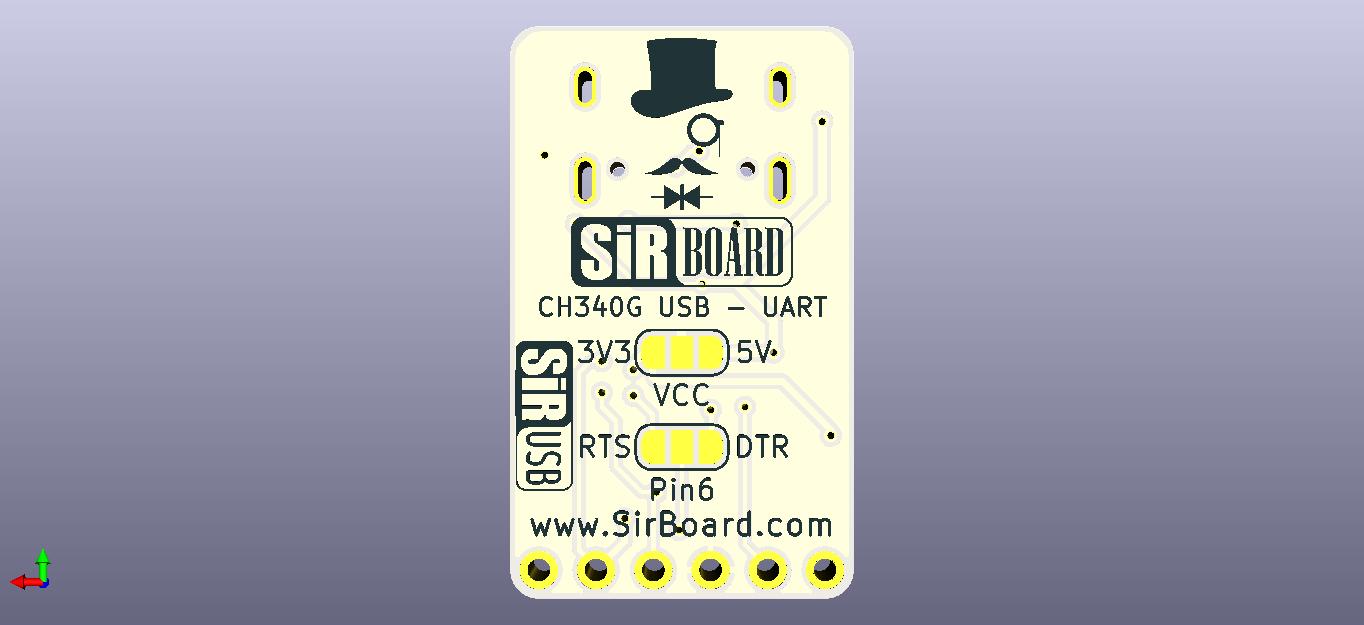 SiR BOARD
CH340G USB - UART
3V3 5V
VCC
SiR USB
RTS DTR
Pin6
www.SirBoard.com